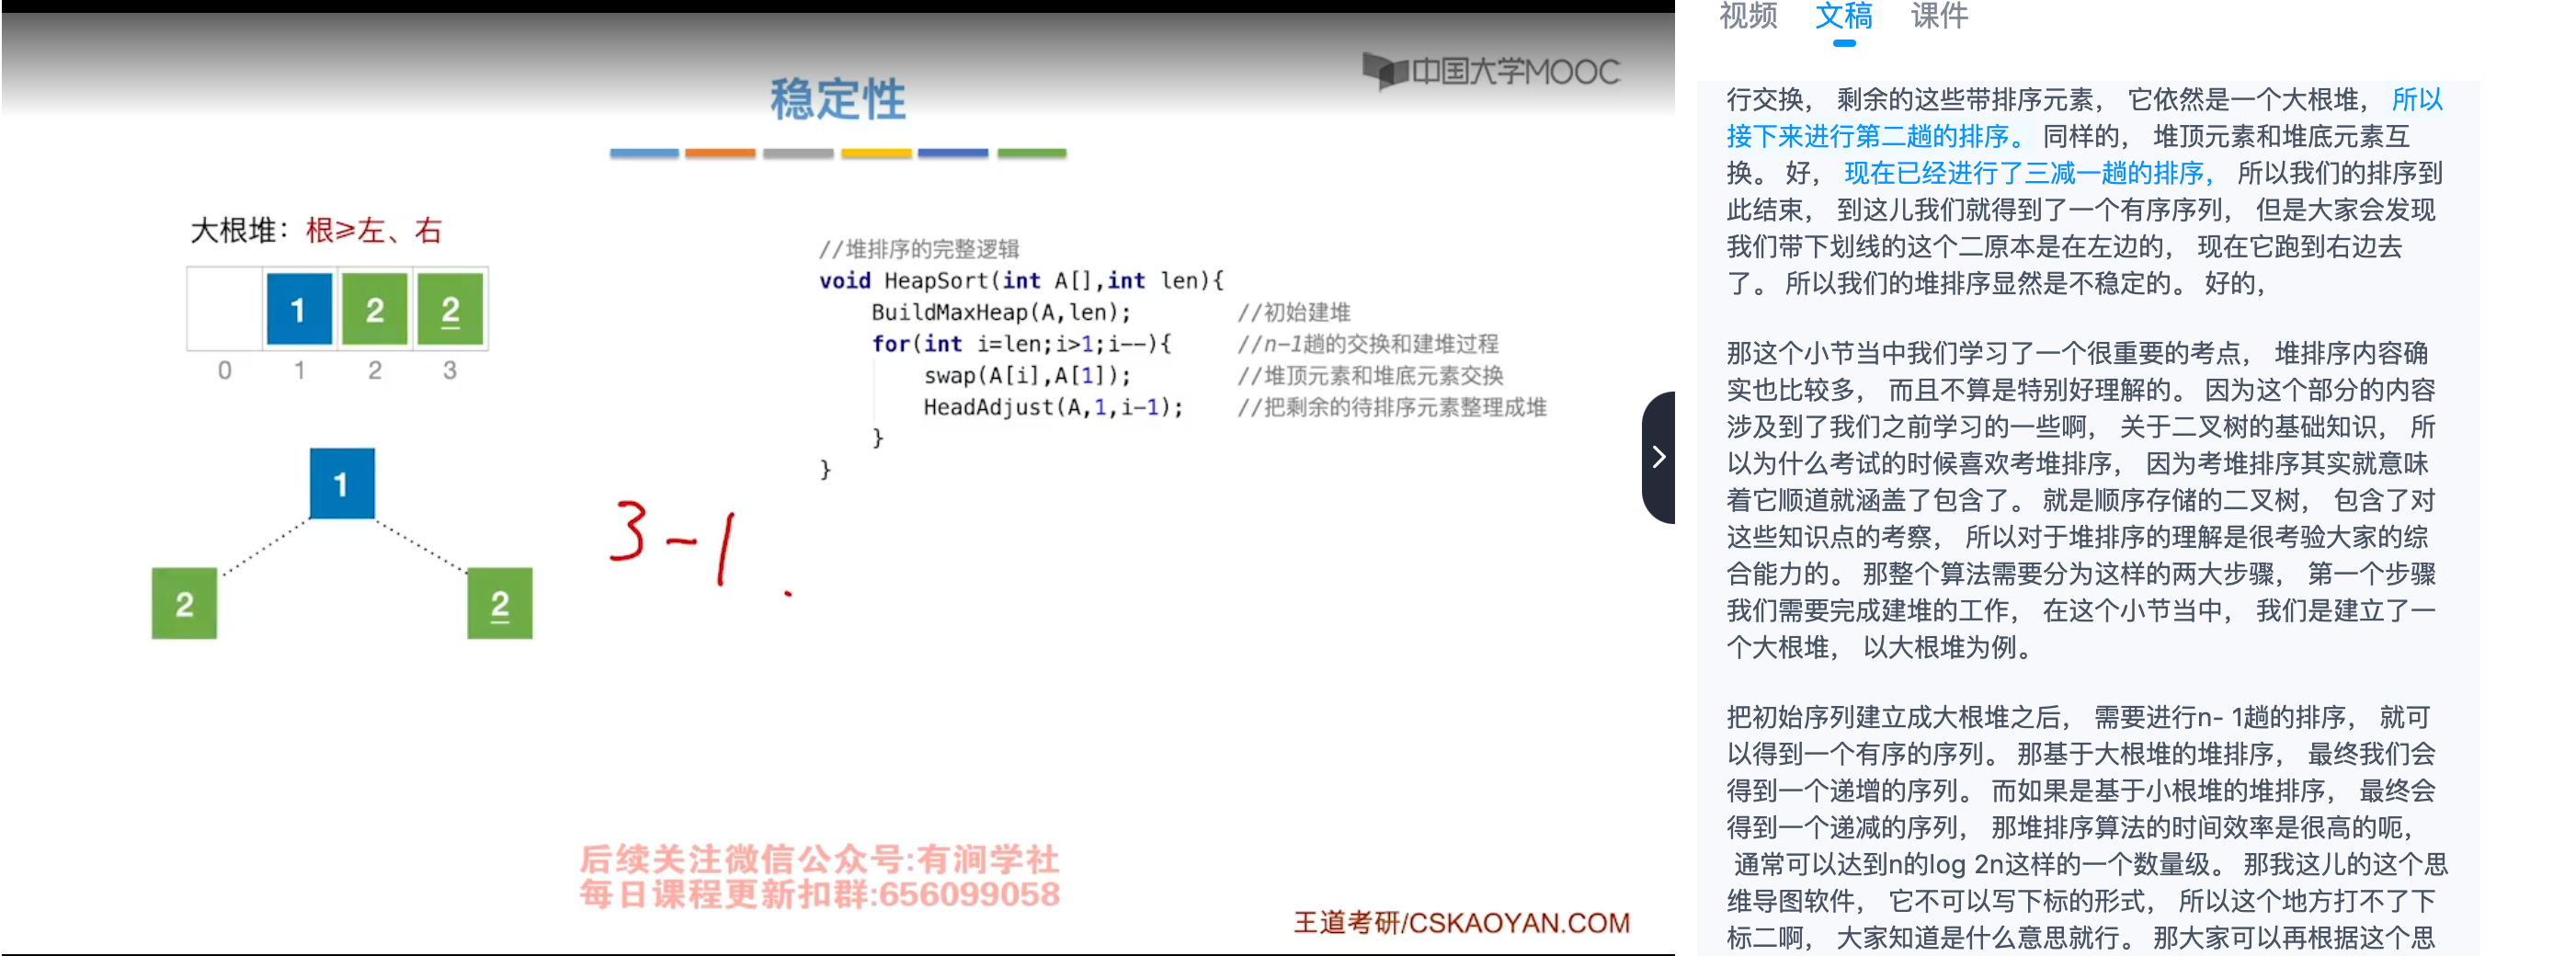 稳定性
中国大学MOOC
大根堆：根≥左、右
1 2 2
0 1 2 3
1
2 2
//堆排序的完整逻辑
void HeapSort(int A[],int len){
BuildMaxHeap(A,len); //初始建堆
for(int i=len;i>1;i--){ //n-1趟的交换和建堆过程
swap(A[i],A[1]); //堆顶元素和堆底元素交换
HeadAdjust(A,1,i-1); //把剩余的待排序元素整理成堆
}
}
3-1.
后续关注微信公众号:有涧学社
每日课程更新扣群:656099058
王道考研/CSKAOYAN.COM
视频 文稿 课件
行交换， 剩余的这些带排序元素， 它依然是一个大根堆， 所以
接下来进行第二趟的排序。 同样的， 堆顶元素和堆底元素互
换。 好， 现在已经进行了三减一趟的排序， 所以我们的排序到
此结束， 到这儿我们就得到了一个有序序列， 但是大家会发现
我们带下划线的这个二原本是在左边的， 现在它跑到右边去
了。 所以我们的堆排序显然是不稳定的。 好的，
那这个小节当中我们学习了一个很重要的考点， 堆排序内容确
实也比较多， 而且不算是特别好理解的。 因为这个部分的内容
涉及到了我们之前学习的一些啊， 关于二叉树的基础知识， 所
以为什么考试的时候喜欢考堆排序， 因为考堆排序其实就意味
着它顺道就涵盖了包含了。 就是顺序存储的二叉树， 包含了对
这些知识点的考察， 所以对于堆排序的理解是很考验大家的综
合能力的。 那整个算法需要分为这样的两大步骤， 第一个步骤
我们需要完成建堆的工作， 在这个小节当中， 我们是建立了一
个大根堆， 以大根堆为例。
把初始序列建立成大根堆之后， 需要进行n- 1趟的排序， 就可
以得到一个有序的序列。 那基于大根堆的堆排序， 最终我们会
得到一个递增的序列。 而如果是基于小根堆的堆排序， 最终会
得到一个递减的序列， 那堆排序算法的时间效率是很高的呃，
通常可以达到n的log 2n这样的一个数量级。 那我这儿的这个思
维导图软件， 它不可以写下标的形式， 所以这个地方打不了下
标二啊， 大家知道是什么意思就行。 那大家可以再根据这个思